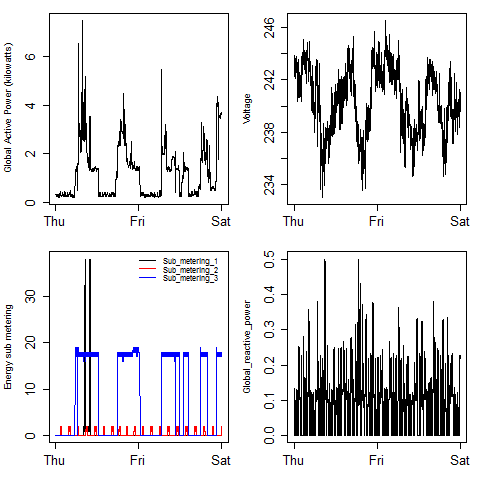 Global Active Power (kilowatts)
0 2 4 6
Thu Fri Sat
Voltage
234 238 242 246
Thu Fri Sat
Energy sub metering
0 10 20 30
Sub_metering_1
Sub_metering_2
Sub_metering_3
Thu Fri Sat
Global_reactive_power
0.0 0.1 0.2 0.3 0.4 0.5
Thu Fri Sat